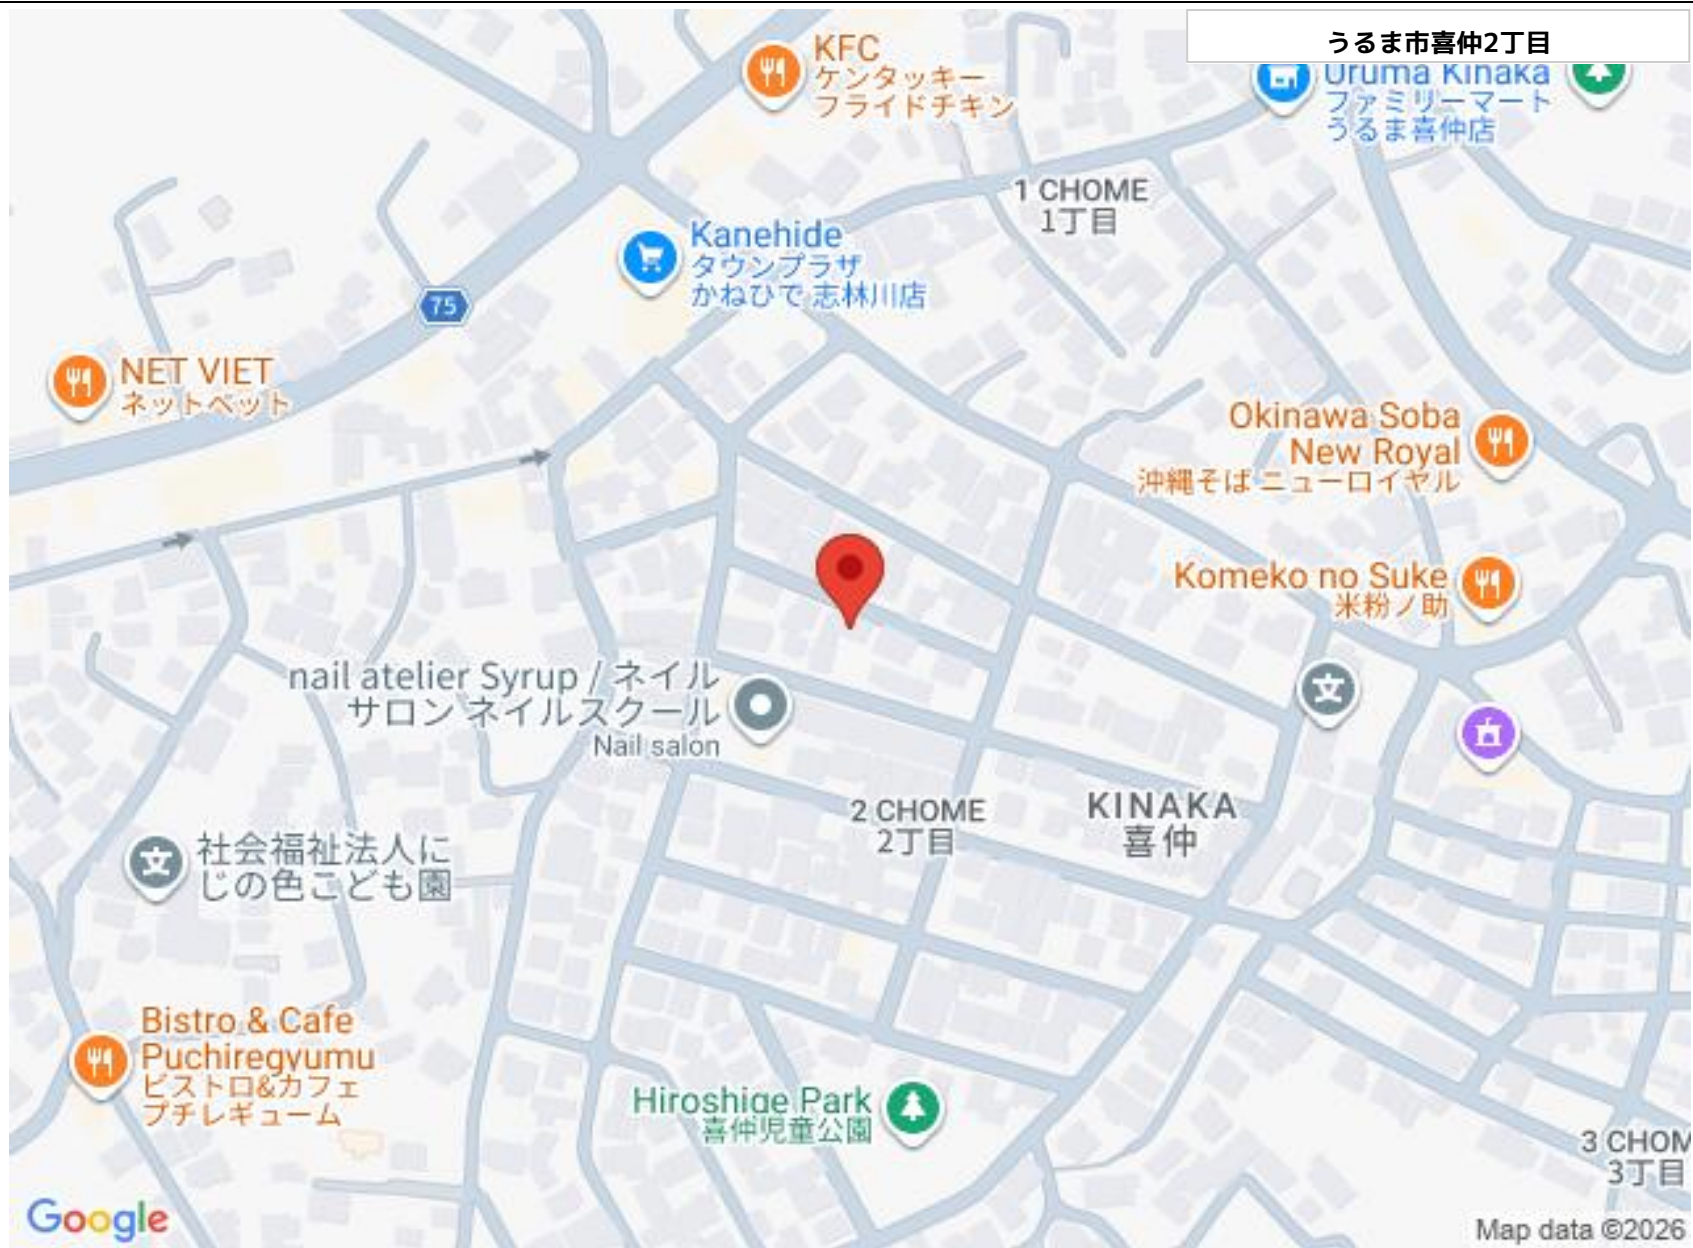 うるま市喜仲2丁目
KFC
ケンタッキー
フライドチキン
Uruma Kinaka
ファミリーマート
うるま喜仲店
1 CHOME
1丁目
Kanehide
タウンプラザ
かねひで 志林川店
75
NET VIET
ネットベット
Okinawa Soba
New Royal
沖縄そば ニューロイヤル
Komeko no Suke
米粉ノ助
文
nail atelier Syrup / ネイル
サロン ネイルスクール
Nail salon
2 CHOME
2丁目
KINAKA
喜仲
文
社会福祉法人に
じの色こども園
Bistro & Cafe
Puchiregyumu
ビストロ&カフェ
プチレギューム
Hiroshige Park
喜仲児童公園
3 CHOM
3丁目
Google
Map data ©2026